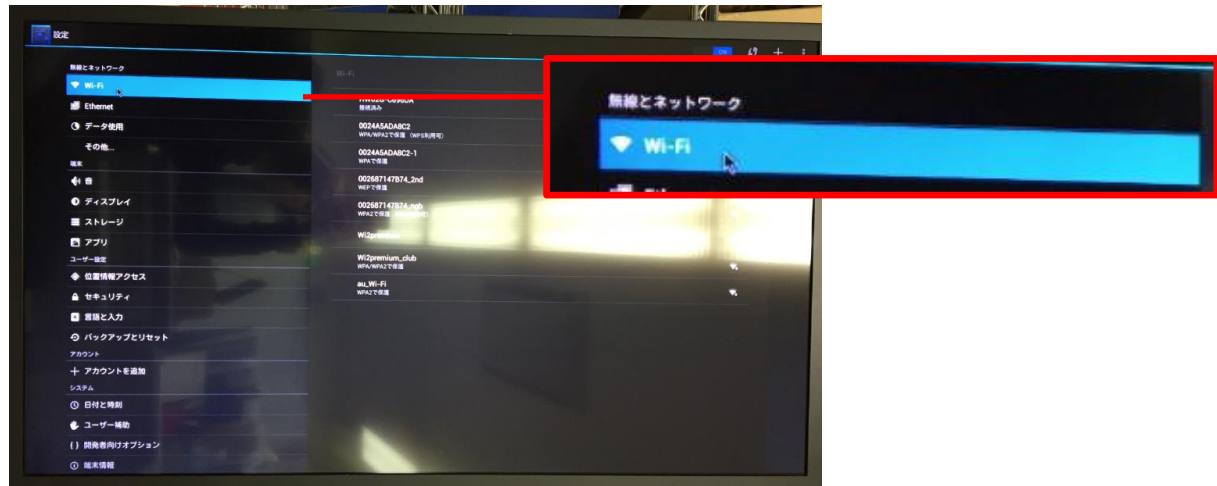 設定
ON
無線とネットワーク
Wi-Fi
Ethernet
データ使用
その他...
端末
音
ディスプレイ
ストレージ
アプリ
ユーザー設定
位置情報アクセス
セキュリティ
言語と入力
バックアップとリセット
アカウント
アカウントを追加
システム
日付と時刻
ユーザー補助
開発者向けオプション
端末情報
Wi-Fi
接続済み
0024A5ADA8C2
WPA/WPA2で保護（WPS利用可）
0024A5ADA8C2-1
WPAで保護
002687147B74_2nd
WEPで保護
002687147B74_ngb
WPA2で保護
Wi2premium_club
WPA/WPA2で保護
au_Wi-Fi
WPA2で保護
無線とネットワーク
Wi-Fi